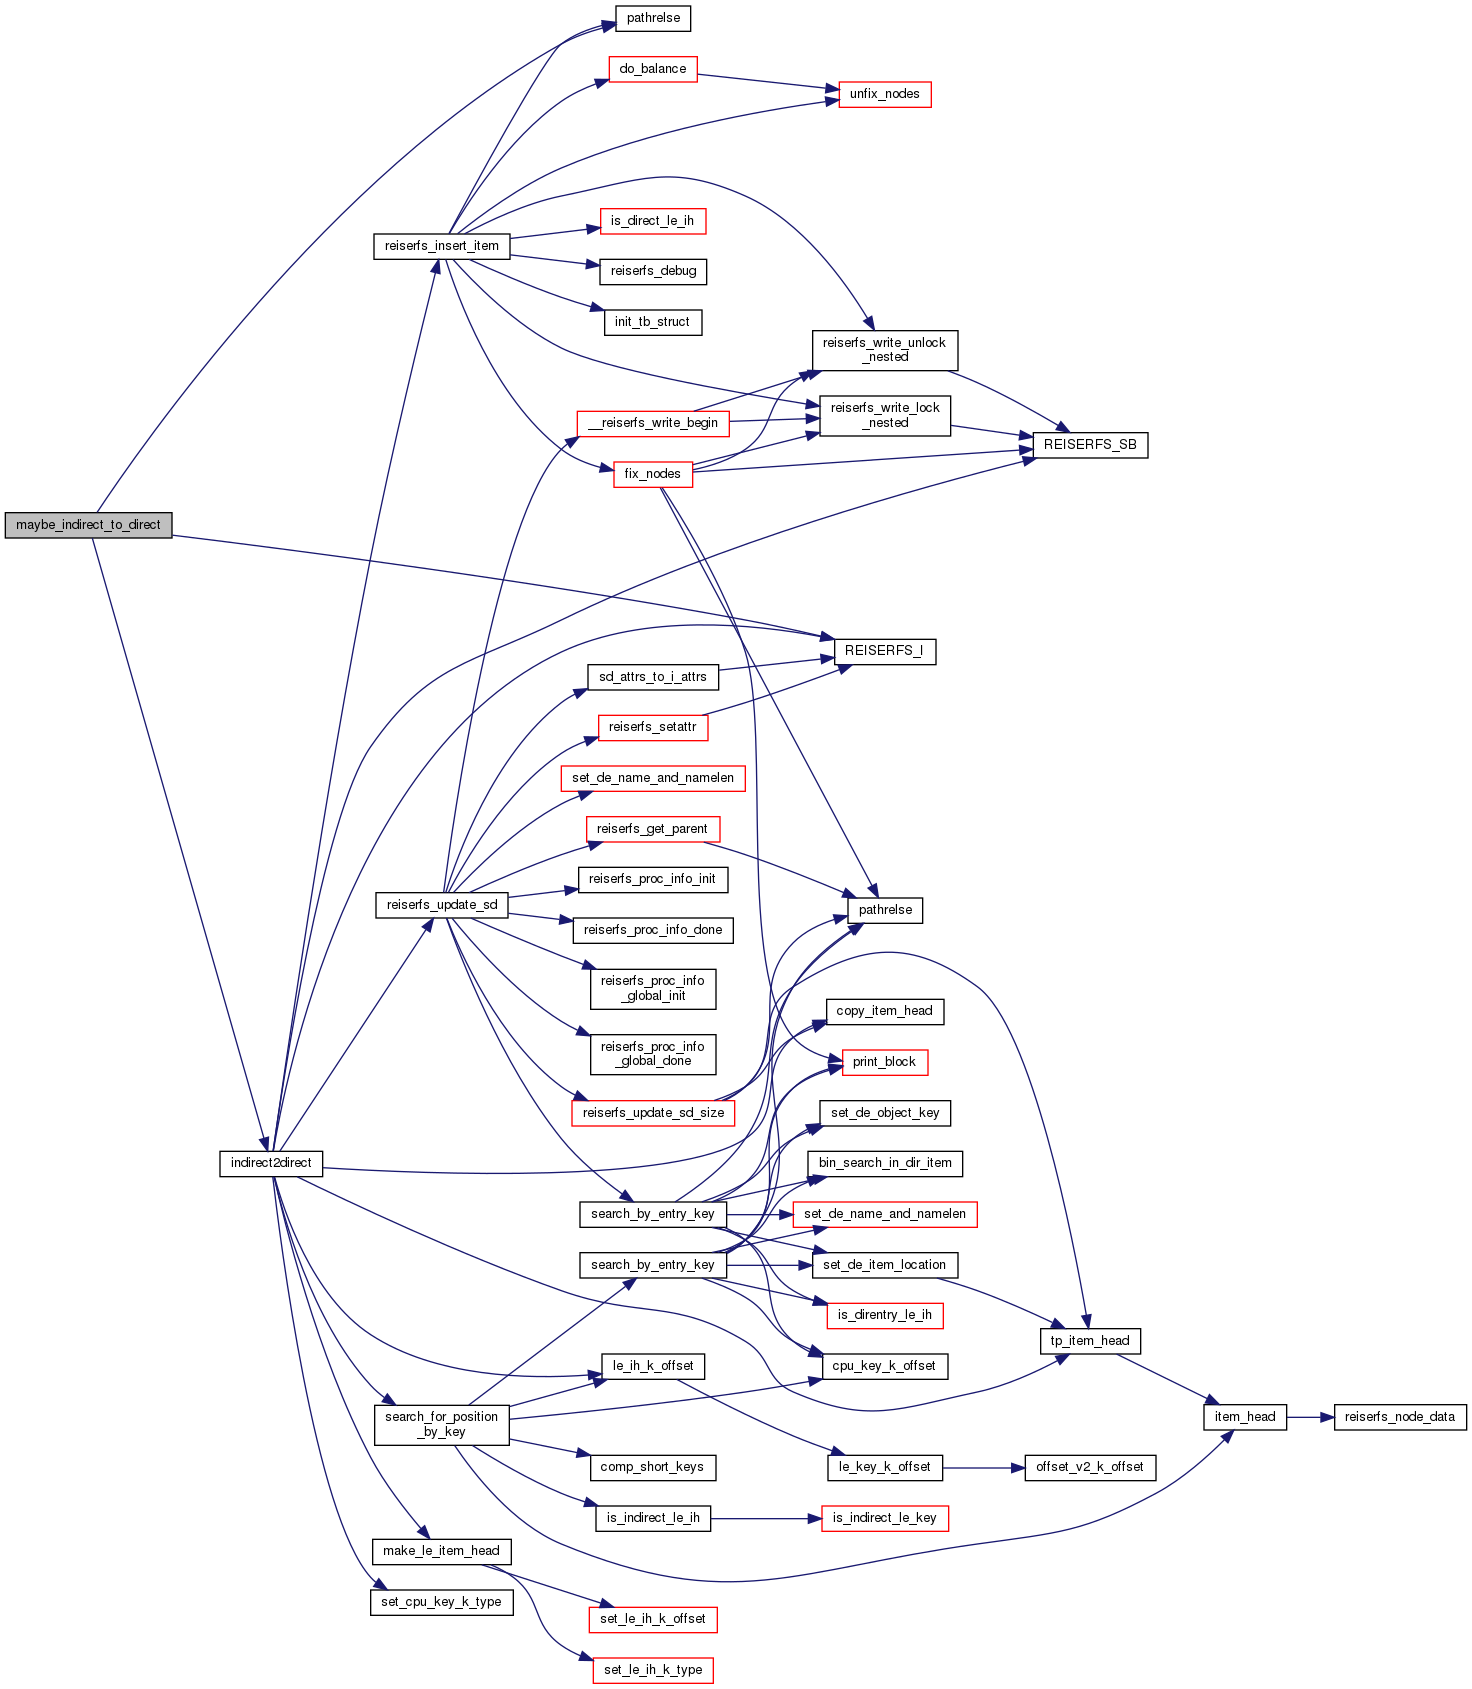 pathrelse
do_balance
unfix_nodes
is_direct_le_ih
reiserfs_insert_item
reiserfs_debug
init_tb_struct
reiserfs_write_unlock
_nested
reiserfs_write_lock
_nested
__reiserfs_write_begin
REISERFS_SB
fix_nodes
maybe_indirect_to_direct
REISERFS_I
sd_attrs_to_i_attrs
reiserfs_setattr
set_de_name_and_namelen
reiserfs_get_parent
reiserfs_proc_info_init
reiserfs_update_sd
pathrelse
reiserfs_proc_info_done
reiserfs_proc_info
_global_init
copy_item_head
reiserfs_proc_info
_global_done
print_block
reiserfs_update_sd_size
set_de_object_key
indirect2direct
bin_search_in_dir_item
search_by_entry_key
set_de_name_and_namelen
search_by_entry_key
set_de_item_location
is_direntry_le_ih
tp_item_head
le_ih_k_offset
cpu_key_k_offset
search_for_position
_by_key
item_head
reiserfs_node_data
comp_short_keys
le_key_k_offset
offset_v2_k_offset
is_indirect_le_ih
is_indirect_le_key
make_le_item_head
set_cpu_key_k_type
set_le_ih_k_offset
set_le_ih_k_type